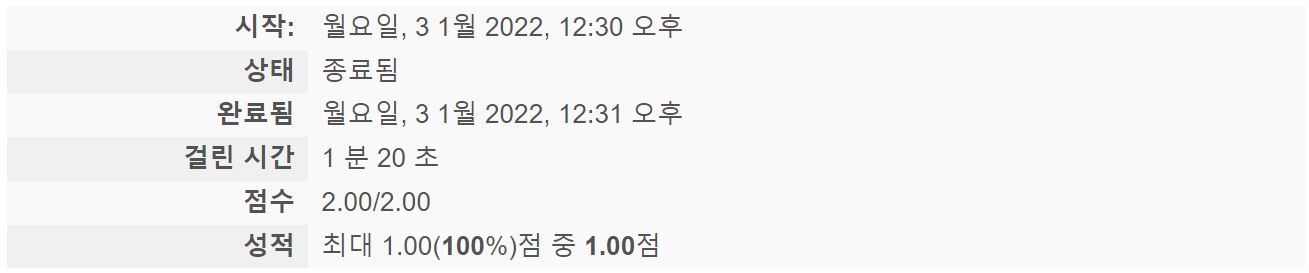 시작: 월요일, 3 1월 2022, 12:30 오후
상태 종료됨
완료됨 월요일, 3 1월 2022, 12:31 오후
걸린 시간 1 분 20 초
점수 2.00/2.00
성적 최대 1.00(100%)점 중 1.00점